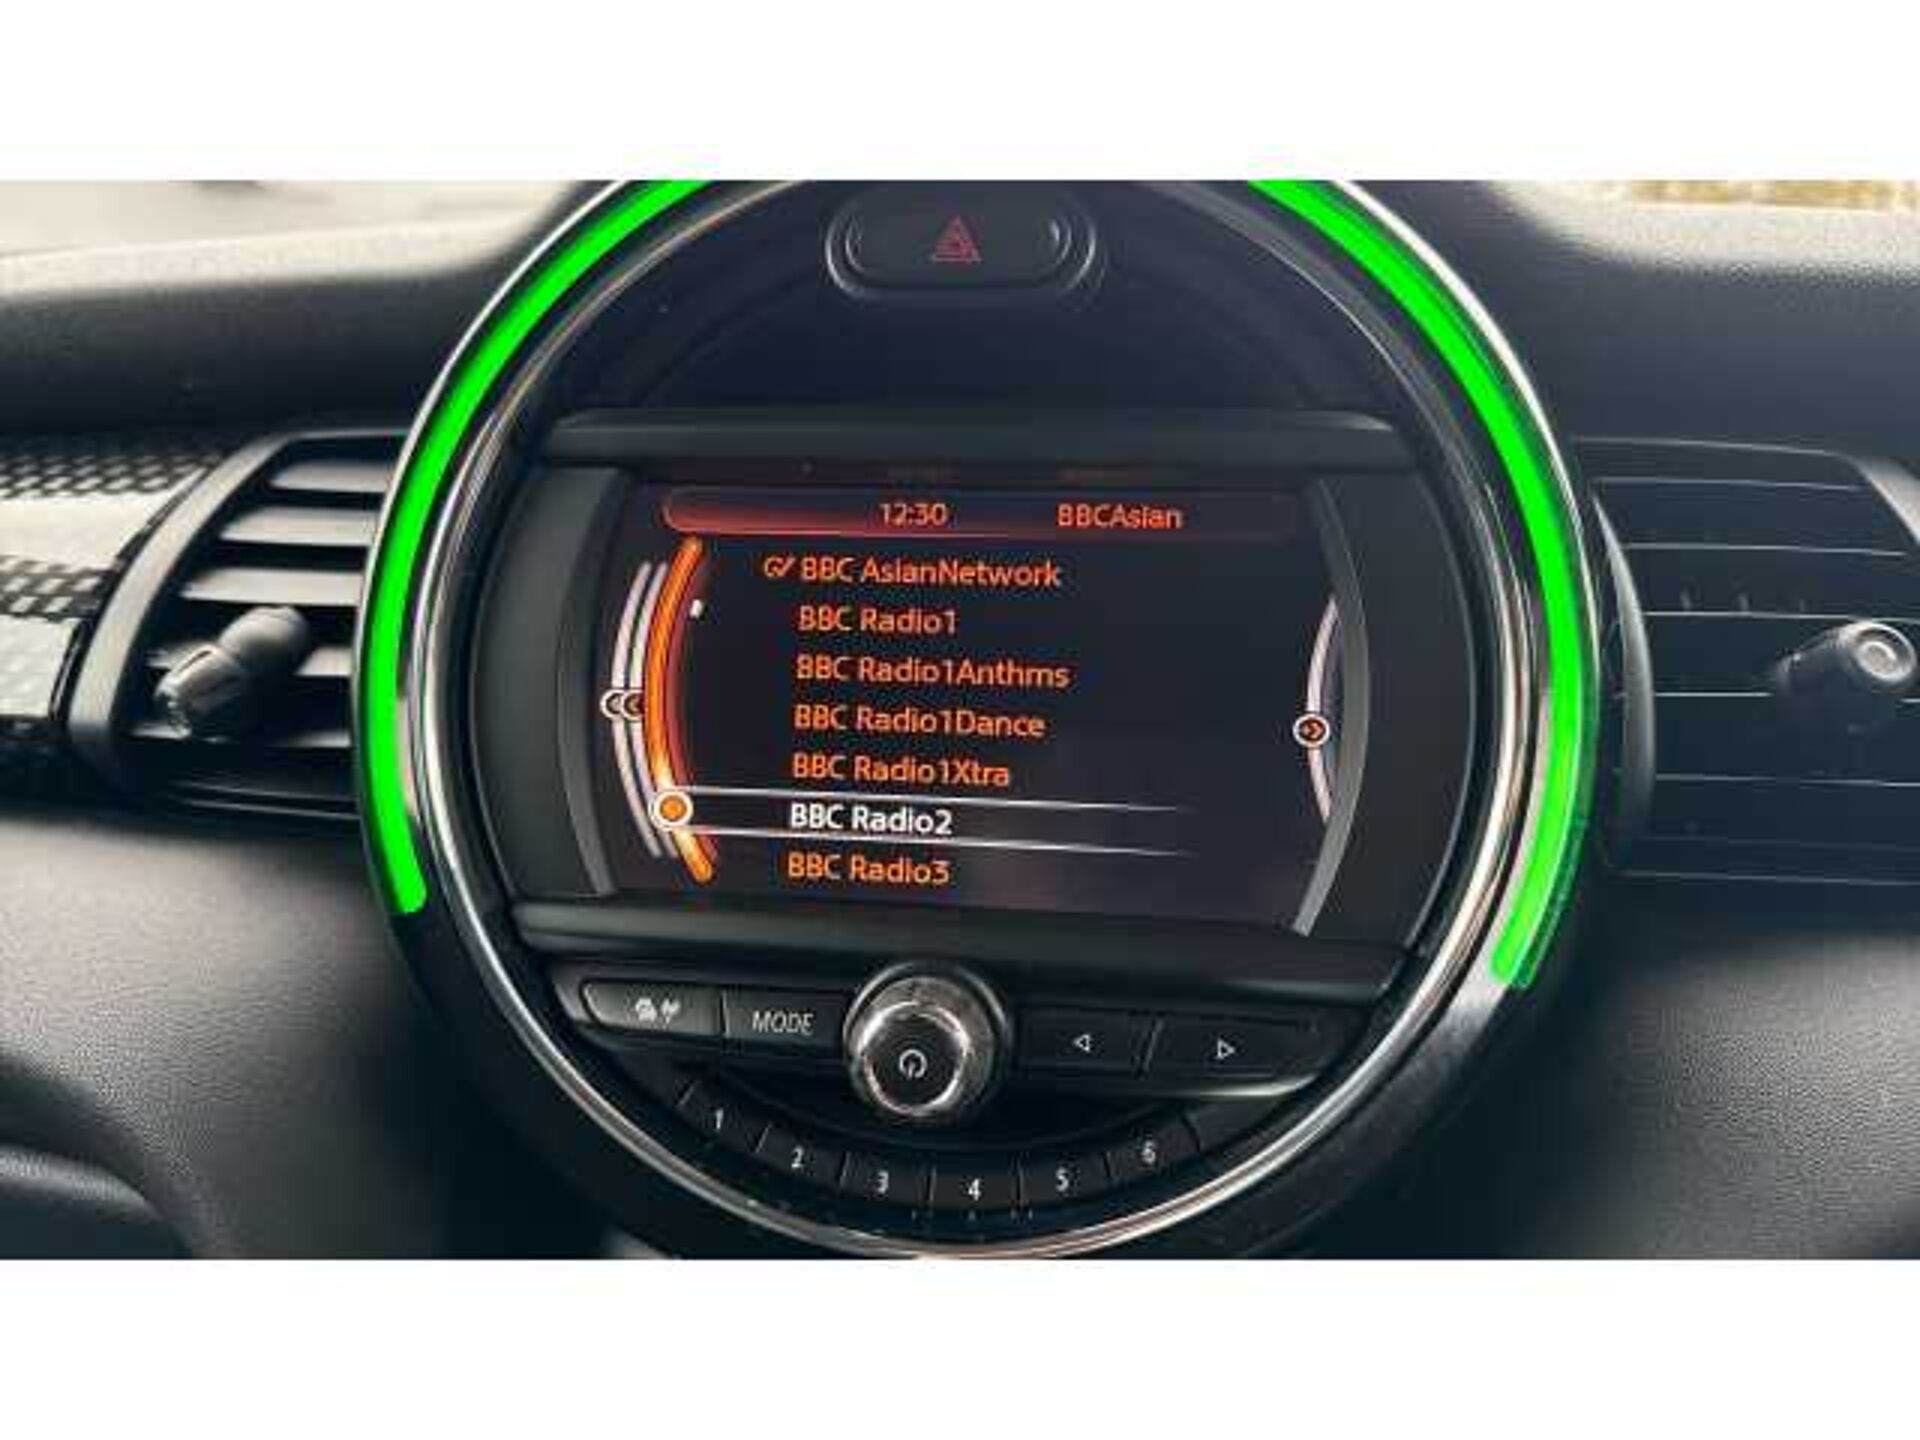 12:30 BBCAsian
BBC AsianNetwork
BBC Radio1
BBC Radio1Anthms
BBC Radio1Dance
BBC Radio1Xtra
BBC Radio2
BBC Radio3
MODE
1 2 3 4 5 6